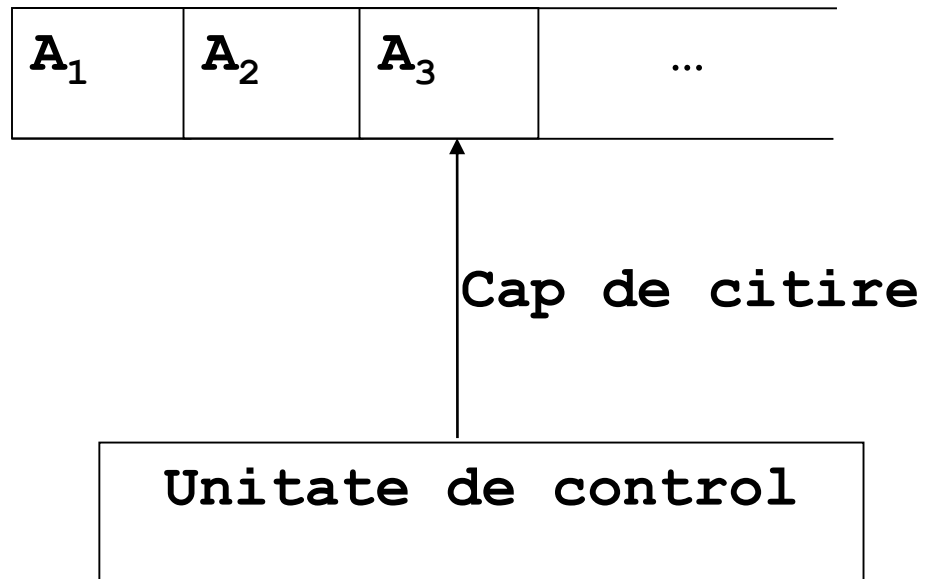 A₁ A₂ A₃ ...
Cap de citire
Unitate de control